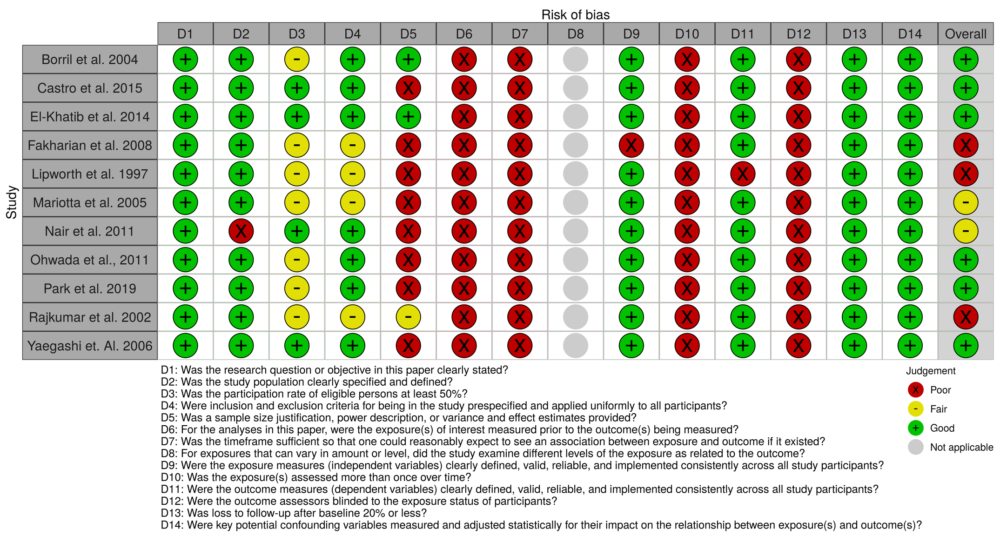 Risk of bias
D1 D2 D3 D4 D5 D6 D7 D8 D9 D10 D11 D12 D13 D14 Overall
Study
Borril et al. 2004 + + - + + X X + X + X + + +
Castro et al. 2015 + + + + X X X + X + X + + +
El-Khatib et al. 2014 + + + + + X X + X + X + + +
Fakharian et al. 2008 + + - - X X X X X + X + + X
Lipworth et al. 1997 + + - - X X X + X X X + + X
Mariotta et al. 2005 + + - - X X X + X + X + + -
Nair et al. 2011 + X + + X X X + X + X + + -
Ohwada et al., 2011 + + - + X X X + X + X + + +
Park et al. 2019 + + - + X X X + X + X + + +
Rajkumar et al. 2002 + + - - - X X + X + X + + X
Yaegashi et. Al. 2006 + + + + X X X + X + X + + +
D1: Was the research question or objective in this paper clearly stated?
D2: Was the study population clearly specified and defined?
D3: Was the participation rate of eligible persons at least 50%?
D4: Were inclusion and exclusion criteria for being in the study prespecified and applied uniformly to all participants?
D5: Was a sample size justification, power description, or variance and effect estimates provided?
D6: For the analyses in this paper, were the exposure(s) of interest measured prior to the outcome(s) being measured?
D7: Was the timeframe sufficient so that one could reasonably expect to see an association between exposure and outcome if it existed?
D8: For exposures that can vary in amount or level, did the study examine different levels of the exposure as related to the outcome?
D9: Were the exposure measures (independent variables) clearly defined, valid, reliable, and implemented consistently across all study participants?
D10: Was the exposure(s) assessed more than once over time?
D11: Were the outcome measures (dependent variables) clearly defined, valid, reliable, and implemented consistently across all study participants?
D12: Were the outcome assessors blinded to the exposure status of participants?
D13: Was loss to follow-up after baseline 20% or less?
D14: Were key potential confounding variables measured and adjusted statistically for their impact on the relationship between exposure(s) and outcome(s)?
Judgement
X Poor
- Fair
+ Good
Not applicable